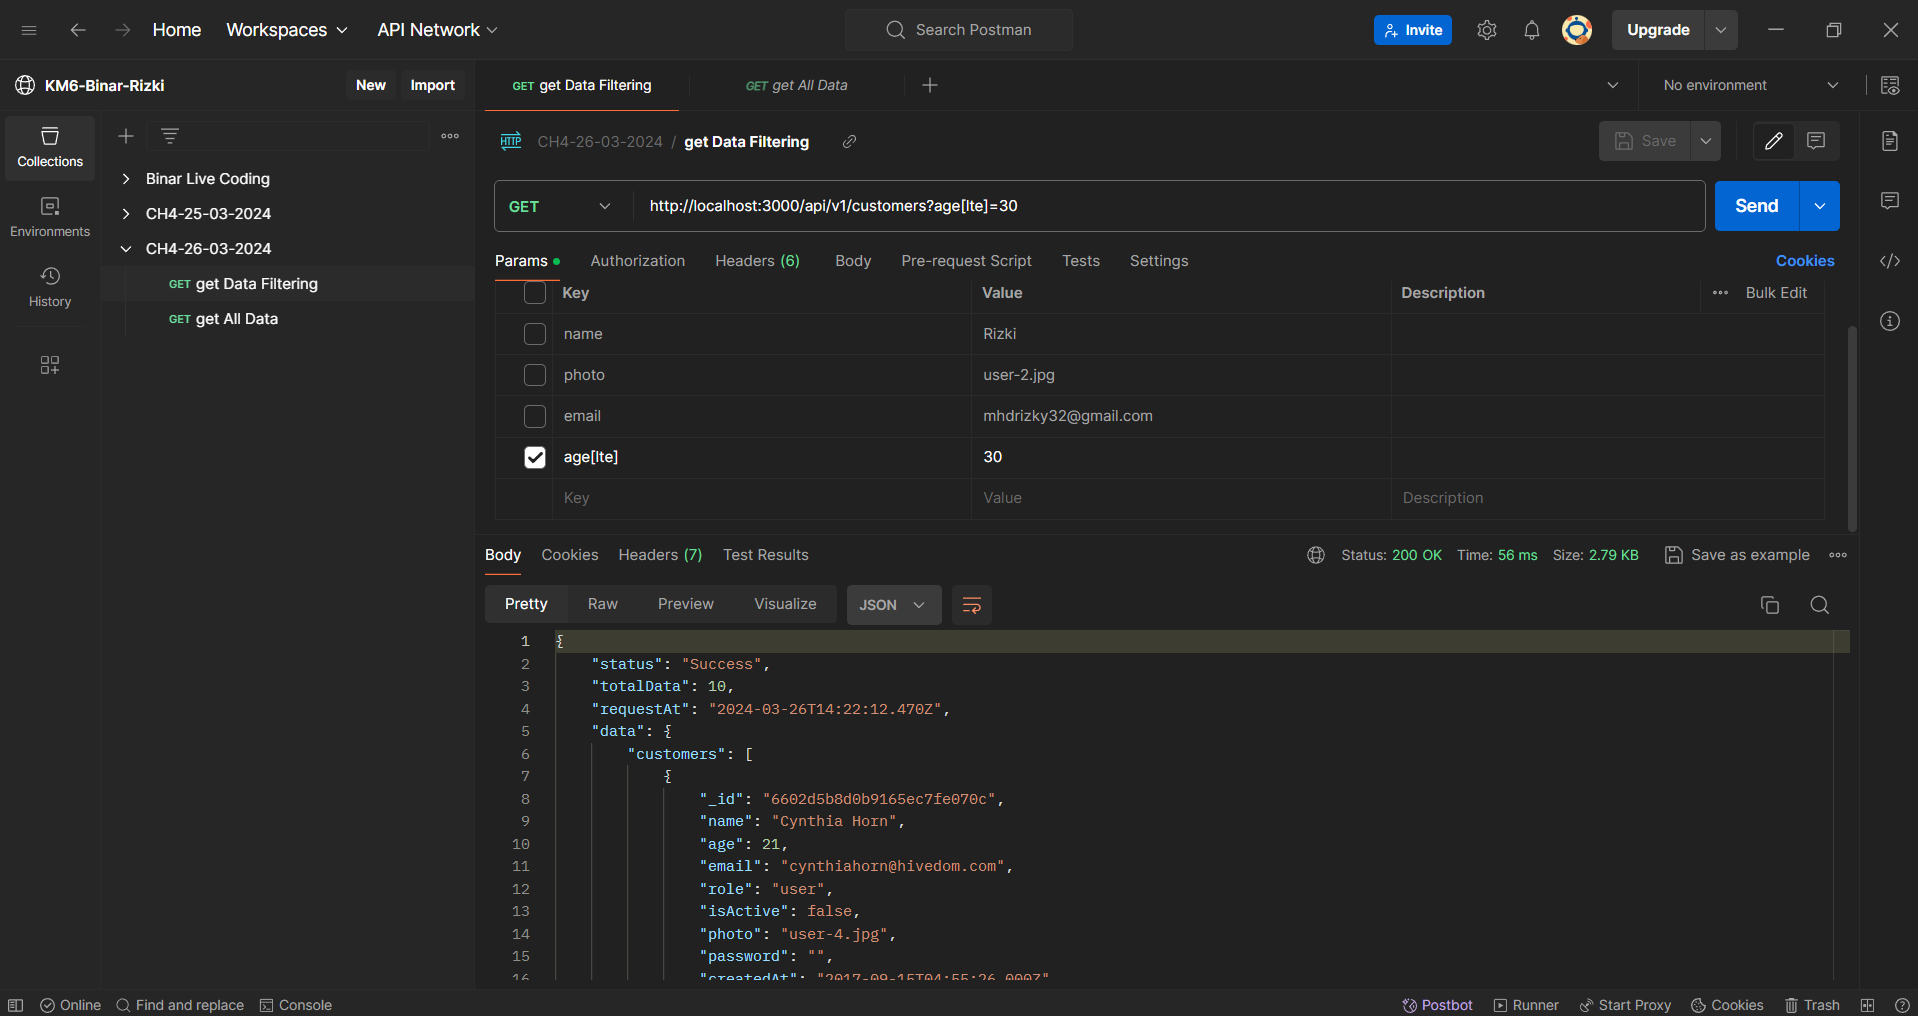 Home Workspaces API Network Search Postman Invite Upgrade
KM6-Binar-Rizki New Import GET get Data Filtering GET get All Data No environment
Collections
Environments
History
Binar Live Coding
CH4-25-03-2024
CH4-26-03-2024
GET get Data Filtering
GET get All Data
HTTP CH4-26-03-2024 / get Data Filtering Save
GET http://localhost:3000/api/v1/customers?age[lte]=30 Send
Params Authorization Headers (6) Body Pre-request Script Tests Settings Cookies
Key Value Description Bulk Edit
name Rizki
photo user-2.jpg
email mhdrizky32@gmail.com
age[lte] 30
Key Value Description
Body Cookies Headers (7) Test Results Status: 200 OK Time: 56 ms Size: 2.79 KB Save as example
Pretty Raw Preview Visualize JSON
1 {
2 "status": "Success",
3 "totalData": 10,
4 "requestAt": "2024-03-26T14:22:12.470Z",
5 "data": {
6 "customers": [
7 {
8 "_id": "6602d5b8d0b9165ec7fe070c",
9 "name": "Cynthia Horn",
10 "age": 21,
11 "email": "cynthiahorn@hivedom.com",
12 "role": "user",
13 "isActive": false,
14 "photo": "user-4.jpg",
15 "password": "",
16 "createdAt": "2017-09-15T04:55:26.000Z"
Online Find and replace Console Postbot Runner Start Proxy Cookies Trash